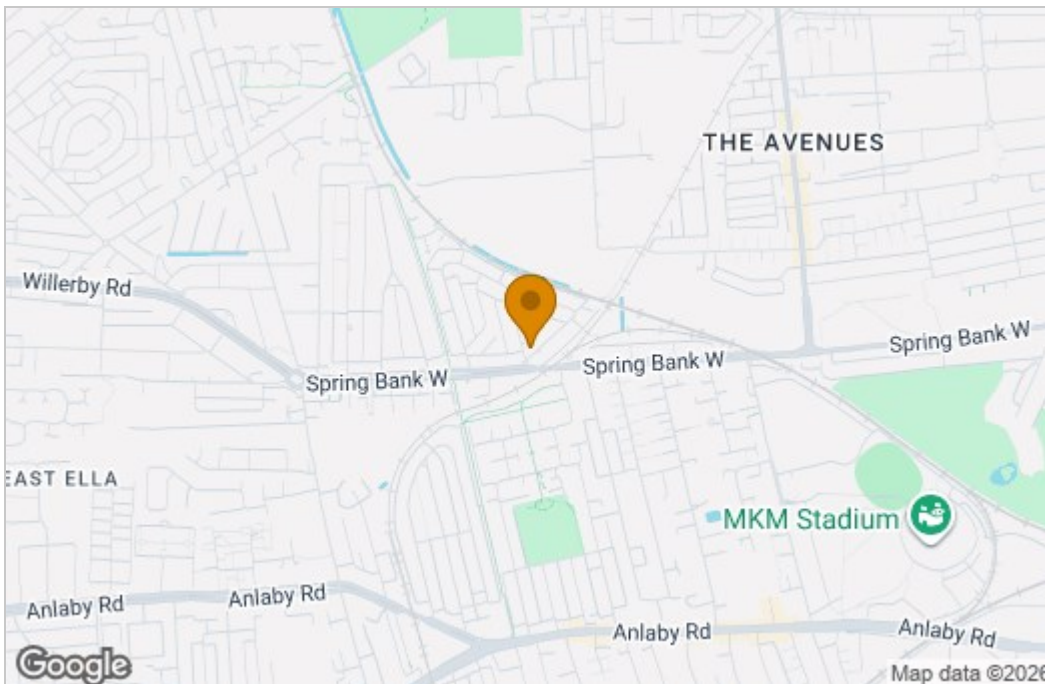 THE AVENUES
Willerby Rd
Spring Bank W
Spring Bank W
Spring Bank W
EAST ELLA
MKM Stadium
Anlaby Rd
Anlaby Rd
Anlaby Rd
Anlaby Rd
Google
Map data ©2026